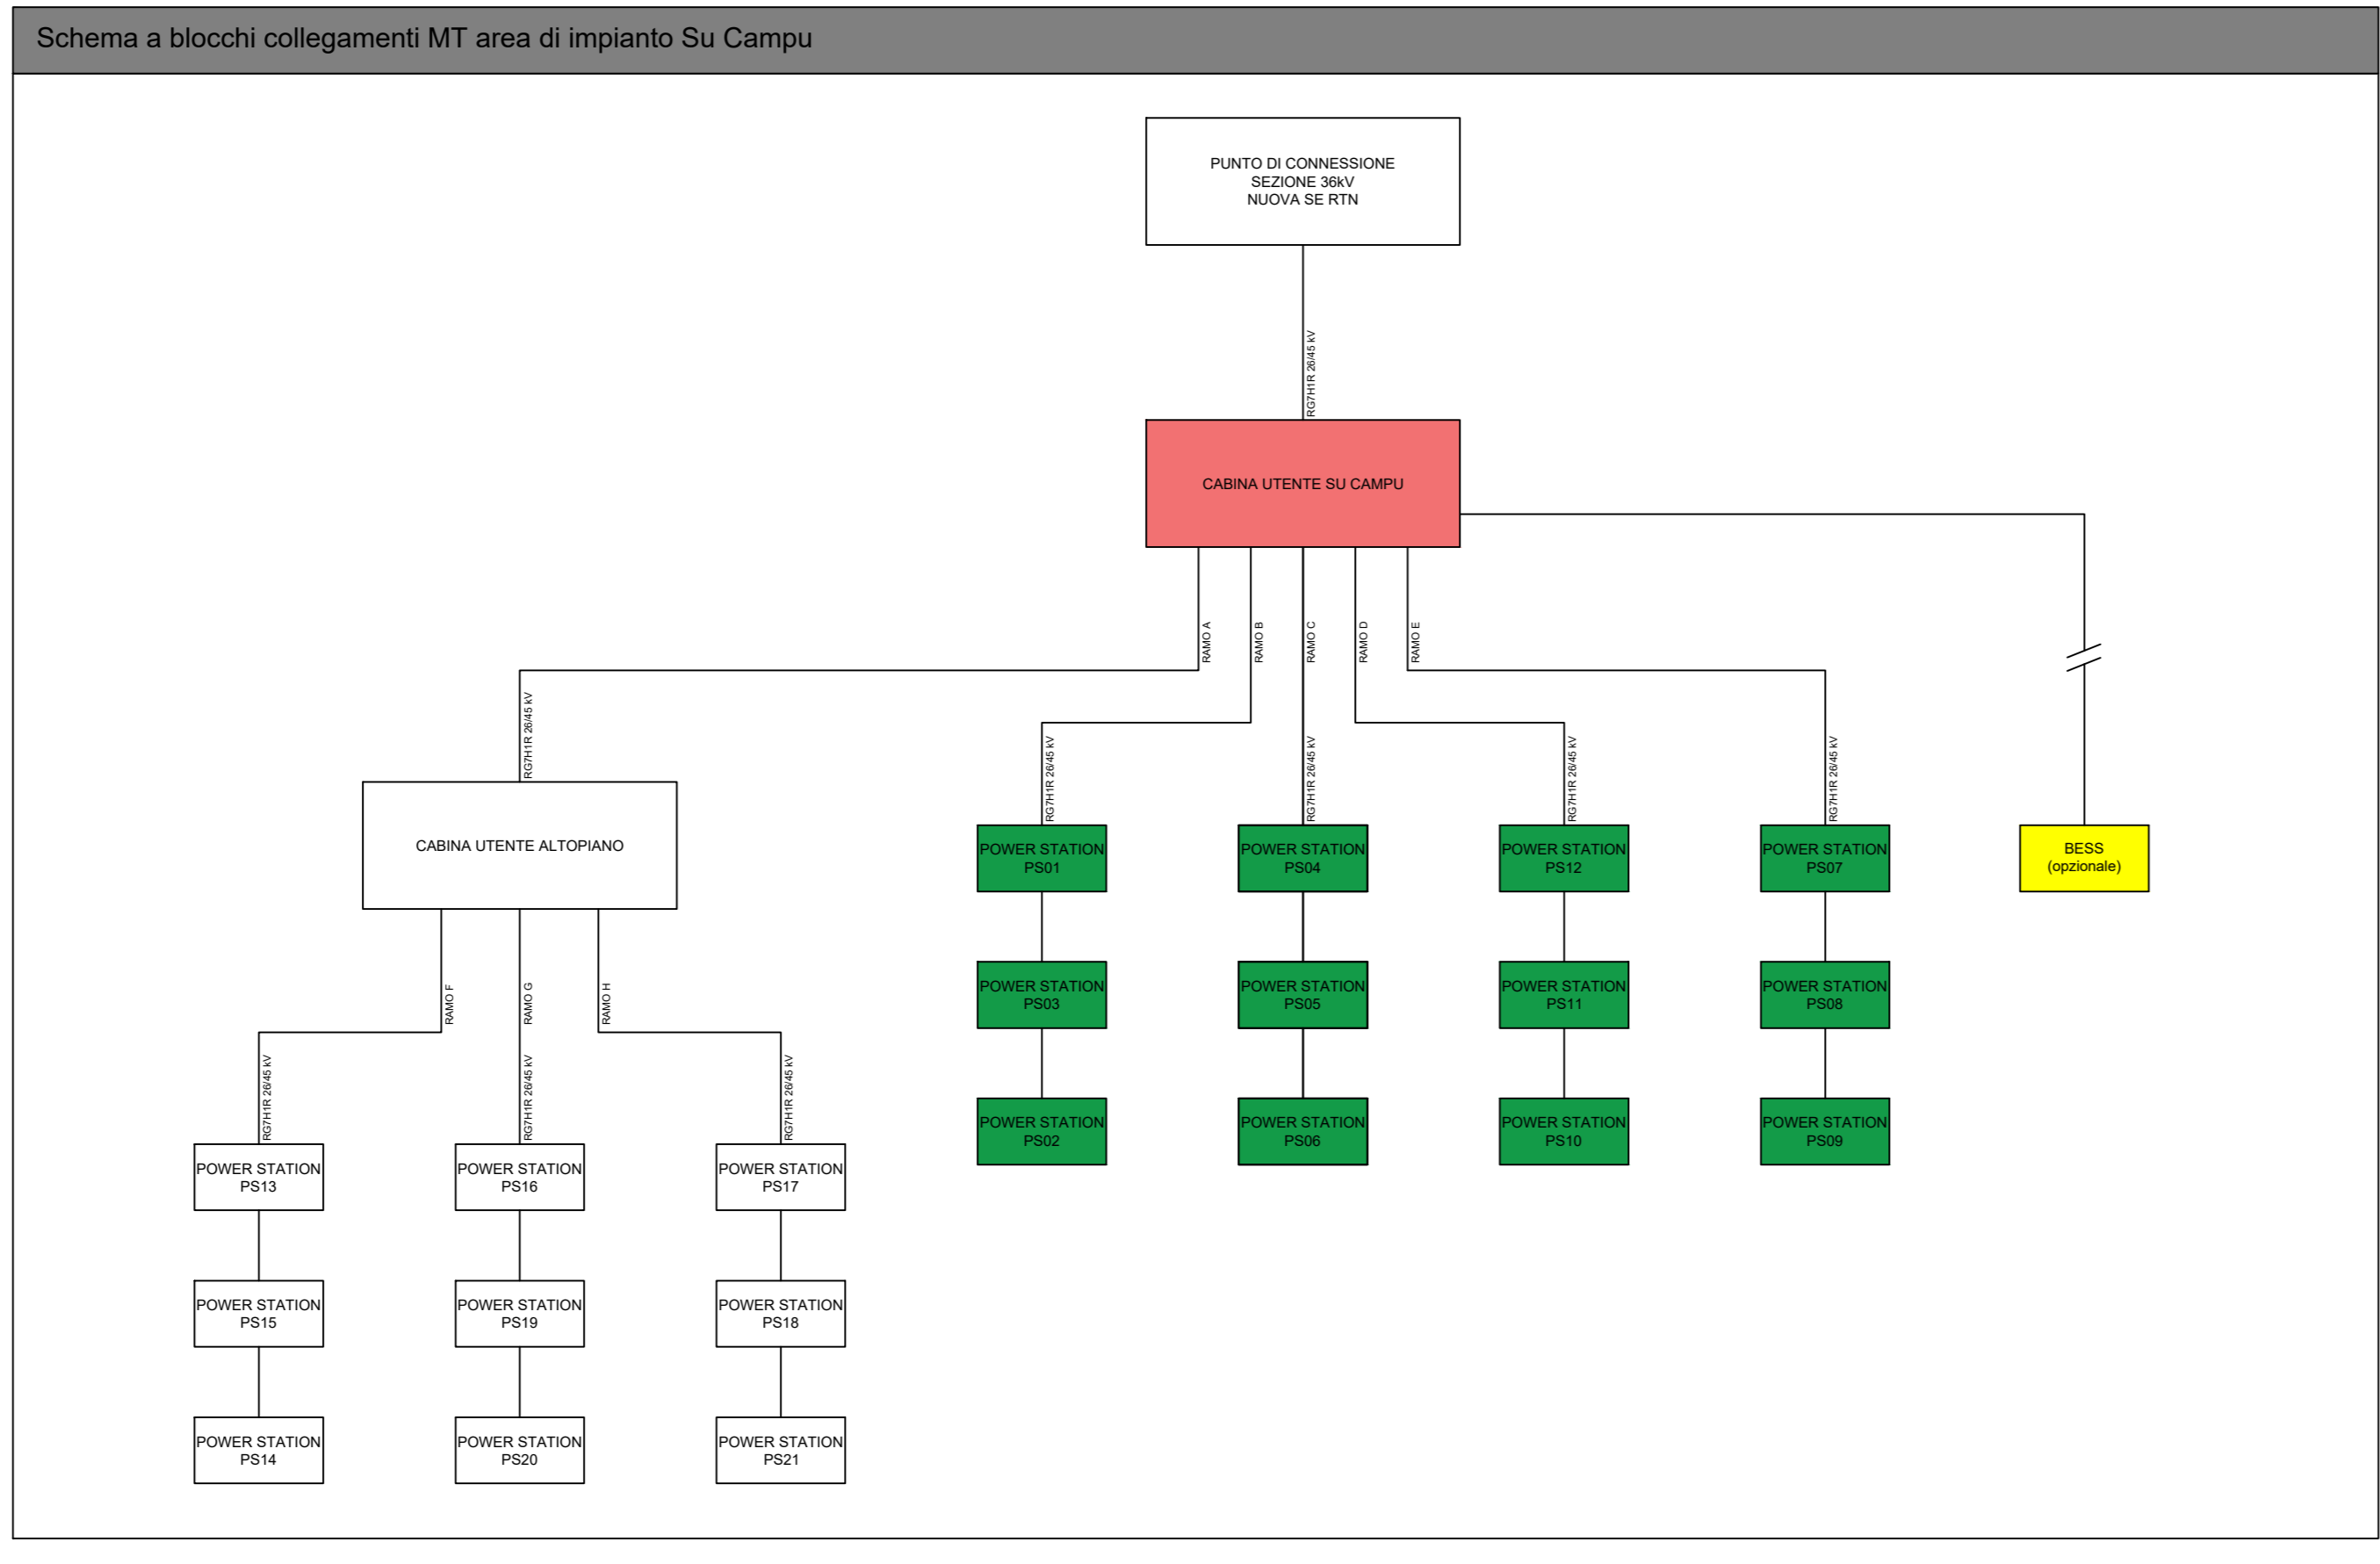 Schema a blocchi collegamenti MT area di impianto Su Campu
PUNTO DI CONNESSIONE
SEZIONE 36kV
NUOVA SE RTN
RG7H1R 26/45 kV
CABINA UTENTE SU CAMPU
RAMO A
RAMO B
RAMO C
RAMO D
RAMO E
RG7H1R 26/45 kV
RG7H1R 26/45 kV
RG7H1R 26/45 kV
RG7H1R 26/45 kV
RG7H1R 26/45 kV
CABINA UTENTE ALTOPIANO
POWER STATION
PS01
POWER STATION
PS04
POWER STATION
PS12
POWER STATION
PS07
BESS
(opzionale)
POWER STATION
PS03
POWER STATION
PS05
POWER STATION
PS11
POWER STATION
PS08
RAMO F
RAMO G
RAMO H
RG7H1R 26/45 kV
RG7H1R 26/45 kV
RG7H1R 26/45 kV
POWER STATION
PS02
POWER STATION
PS06
POWER STATION
PS10
POWER STATION
PS09
POWER STATION
PS13
POWER STATION
PS16
POWER STATION
PS17
POWER STATION
PS15
POWER STATION
PS19
POWER STATION
PS18
POWER STATION
PS14
POWER STATION
PS20
POWER STATION
PS21